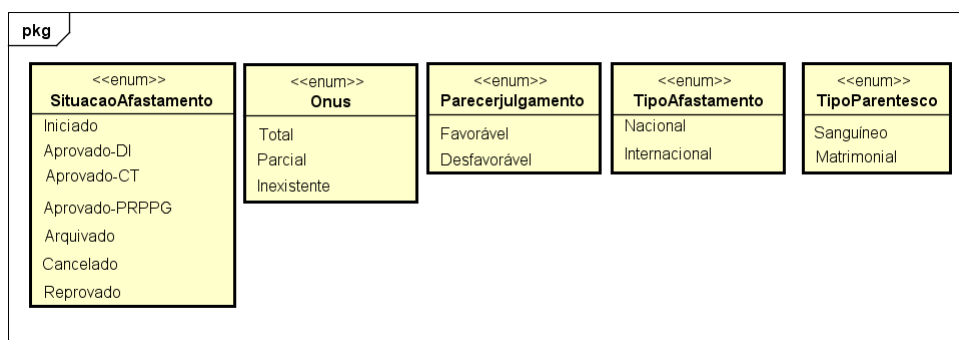 pkg
<<enum>>
SituacaoAfastamento
Iniciado
Aprovado-DI
Aprovado-CT
Aprovado-PRPPG
Arquivado
Cancelado
Reprovado
<<enum>>
Onus
Total
Parcial
Inexistente
<<enum>>
Parecerjulgamento
Favorável
Desfavorável
<<enum>>
TipoAfastamento
Nacional
Internacional
<<enum>>
TipoParentesco
Sanguíneo
Matrimonial